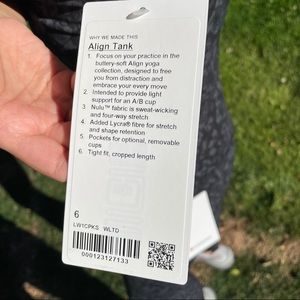 WHY WE MADE THIS
Align Tank
1. Focus on your practice in the
buttery-soft Align yoga
collection, designed to free
you from distraction and
embrace your every move
2. Intended to provide light
support for an A/B cup
3. Nulu™ fabric is sweat-wicking
and four-way stretch
4. Added Lycra® fibre for stretch
and shape retention
5. Pockets for optional, removable
cups
6. Tight fit, cropped length
6
LW1CPKS WLTD
000123127133